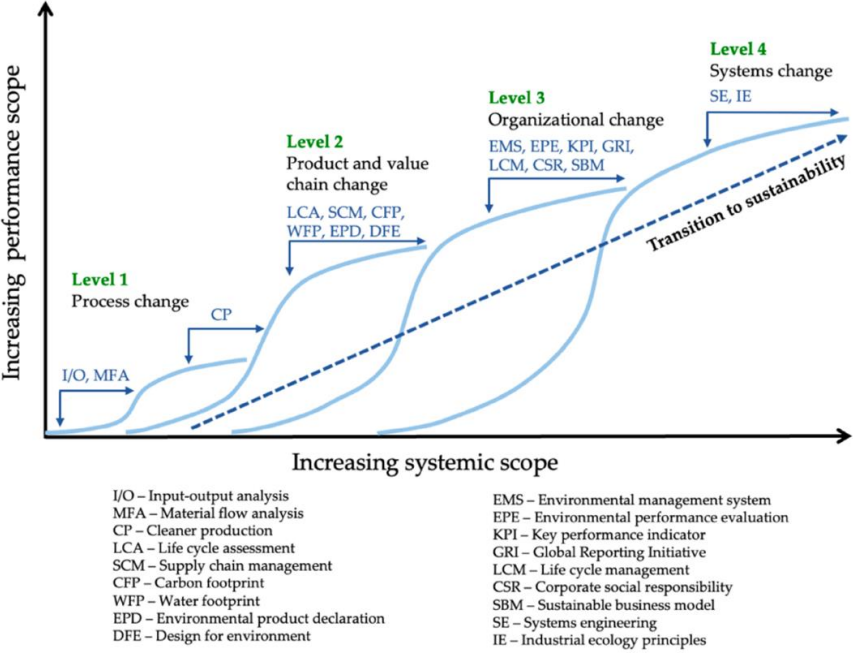 Level 4
Systems change
SE, IE
Level 3
Organizational change
EMS, EPE, KPI, GRI,
LCM, CSR, SBM
Level 2
Product and value
chain change
LCA, SCM, CFP,
WFP, EPD, DFE
Level 1
Process change
CP
I/O, MFA
Transition to sustainability
Increasing performance scope
Increasing systemic scope
I/O – Input-output analysis
MFA – Material flow analysis
CP – Cleaner production
LCA – Life cycle assessment
SCM – Supply chain management
CFP – Carbon footprint
WFP – Water footprint
EPD – Environmental product declaration
DFE – Design for environment
EMS – Environmental management system
EPE – Environmental performance evaluation
KPI – Key performance indicator
GRI – Global Reporting Initiative
LCM – Life cycle management
CSR – Corporate social responsibility
SBM – Sustainable business model
SE – Systems engineering
IE – Industrial ecology principles